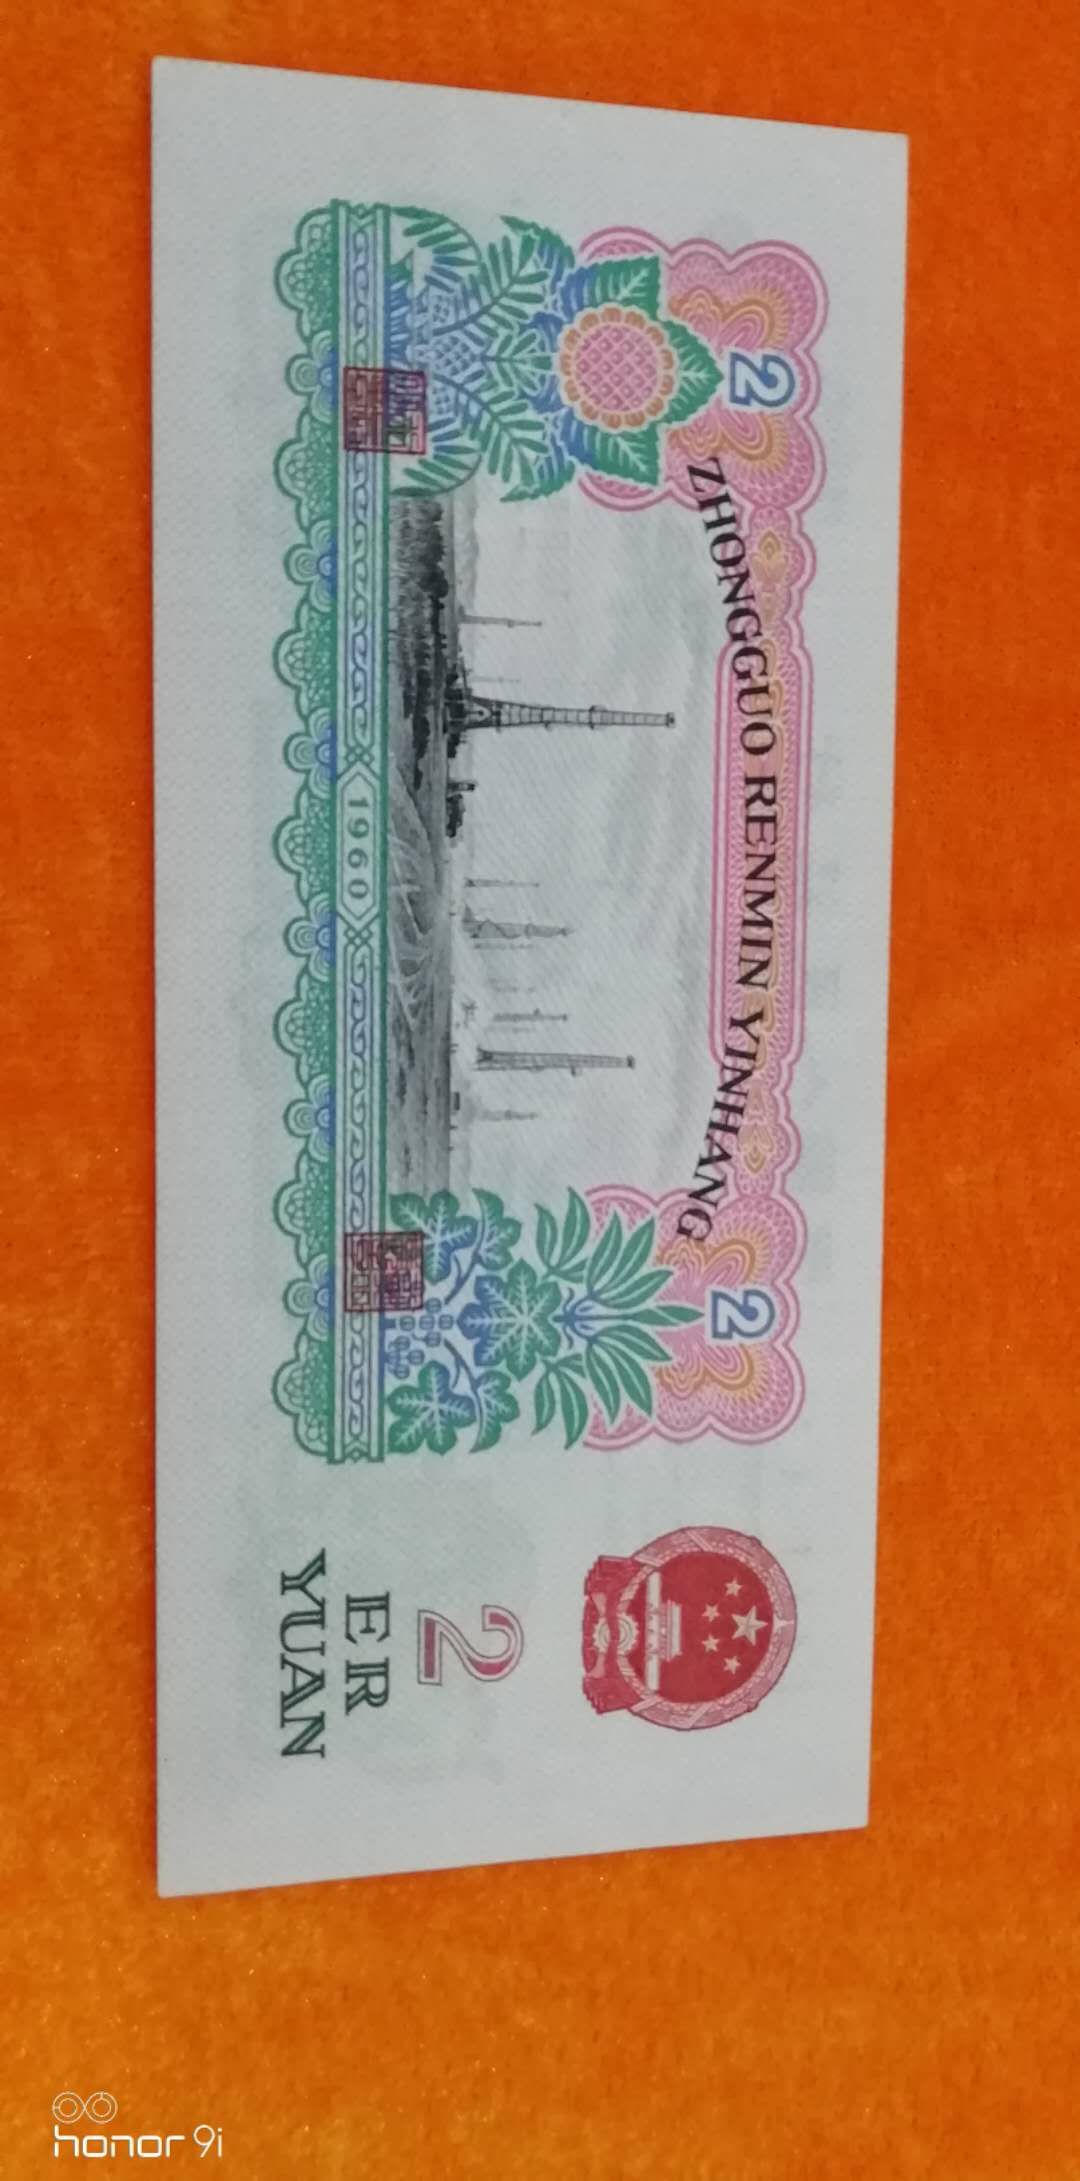 ZHONGGUO RENMIN YINHANG
2
2
2
ER
YUAN
1960
honor 9i